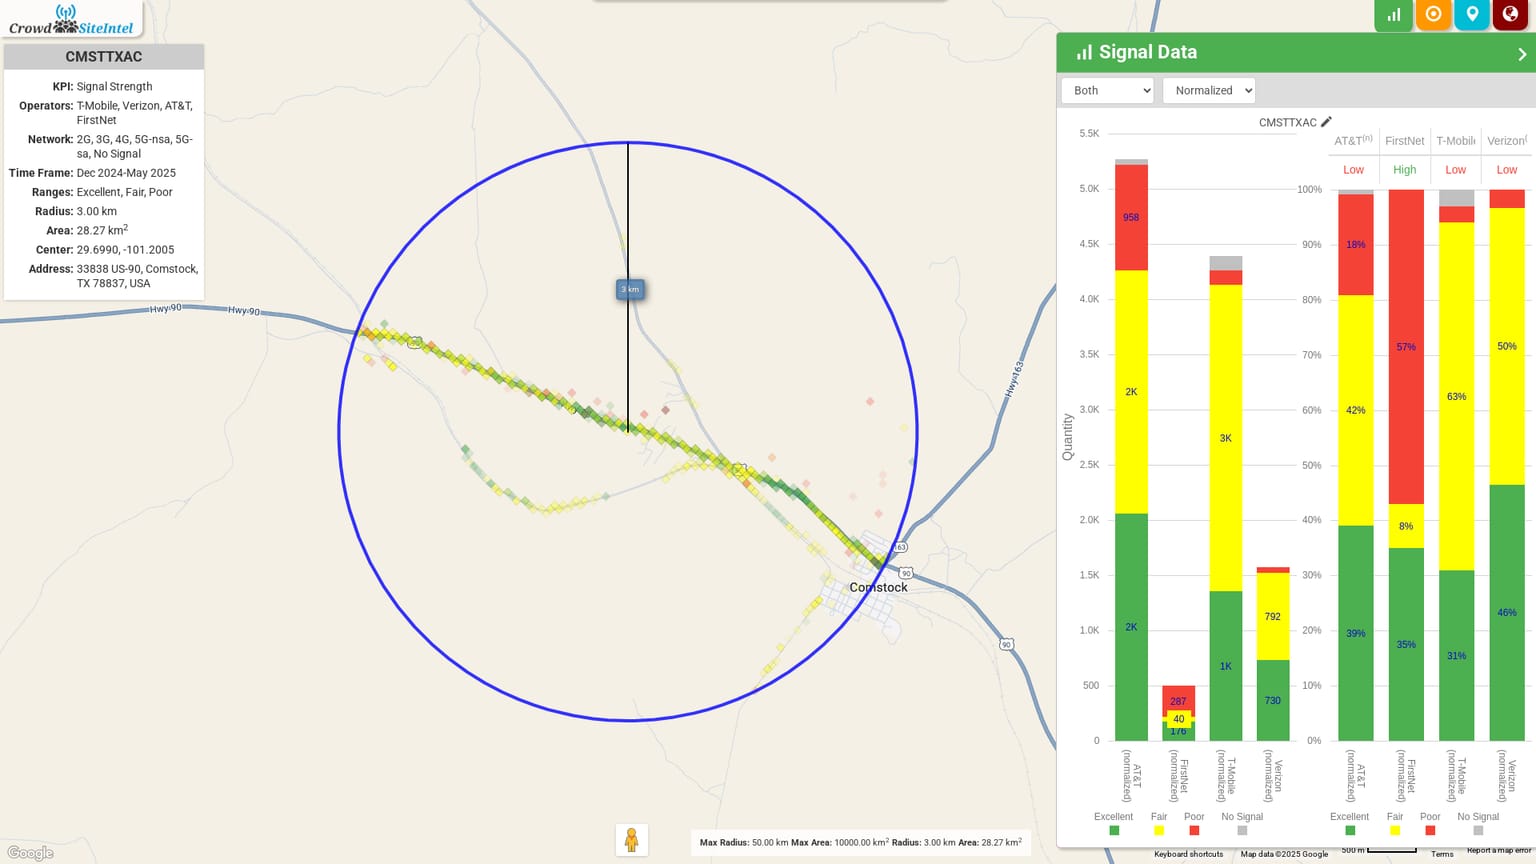 Crowd SiteIntel
CMSTTXAC
KPI: Signal Strength
Operators: T-Mobile, Verizon, AT&T,
FirstNet
Network: 2G, 3G, 4G, 5G-nsa, 5G-
sa, No Signal
Time Frame: Dec 2024-May 2025
Ranges: Excellent, Fair, Poor
Radius: 3.00 km
Area: 28.27 km²
Center: 29.6990, -101.2005
Address: 33838 US-90, Comstock,
TX 78837, USA
Hwy 90
Hwy 90
90
3 km
Hwy 163
163
90
Comstock
90
Google
Max Radius: 50.00 km Max Area: 10000.00 km² Radius: 3.00 km Area: 28.27 km²
Signal Data
Both
Normalized
CMSTTXAC
Quantity
5.5K
5.0K
4.5K
4.0K
3.5K
3.0K
2.5K
2.0K
1.5K
1.0K
500
0
958
2K
2K
287
40
176
3K
1K
792
730
AT&T (normalized)
FirstNet (normalized)
T-Mobile (normalized)
Verizon (normalized)
Excellent
Fair
Poor
No Signal
AT&T(n)
FirstNet
T-Mobile
Verizon(
Low
High
Low
Low
100%
90%
80%
70%
60%
50%
40%
30%
20%
10%
0%
18%
42%
39%
57%
8%
35%
63%
31%
50%
46%
AT&T (normalized)
FirstNet (normalized)
T-Mobile (normalized)
Verizon (normalized)
Excellent
Fair
Poor
No Signal
Keyboard shortcuts
Map data ©2025 Google
500 m
Terms
Report a map error